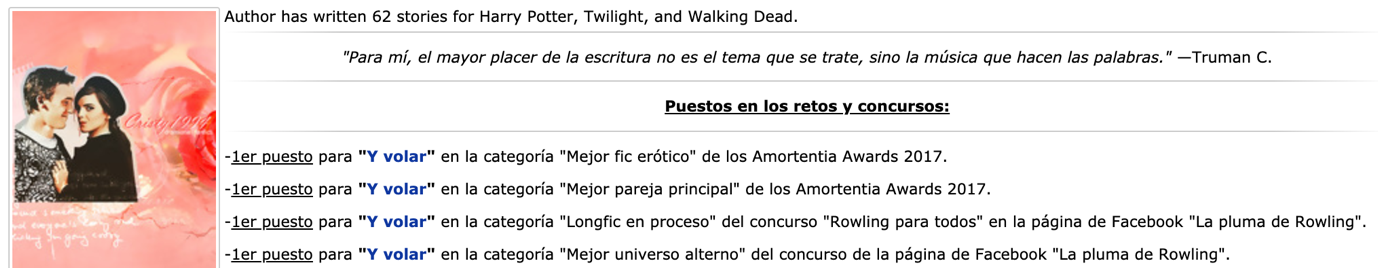 Author has written 62 stories for Harry Potter, Twilight, and Walking Dead.
"Para mí, el mayor placer de la escritura no es el tema que se trate, sino la música que hacen las palabras." —Truman C.
Puestos en los retos y concursos:
-1er puesto para "Y volar" en la categoría "Mejor fic erótico" de los Amortentia Awards 2017.
-1er puesto para "Y volar" en la categoría "Mejor pareja principal" de los Amortentia Awards 2017.
-1er puesto para "Y volar" en la categoría "Longfic en proceso" del concurso "Rowling para todos" en la página de Facebook "La pluma de Rowling".
-1er puesto para "Y volar" en la categoría "Mejor universo alterno" del concurso de la página de Facebook "La pluma de Rowling".
Cristy1994